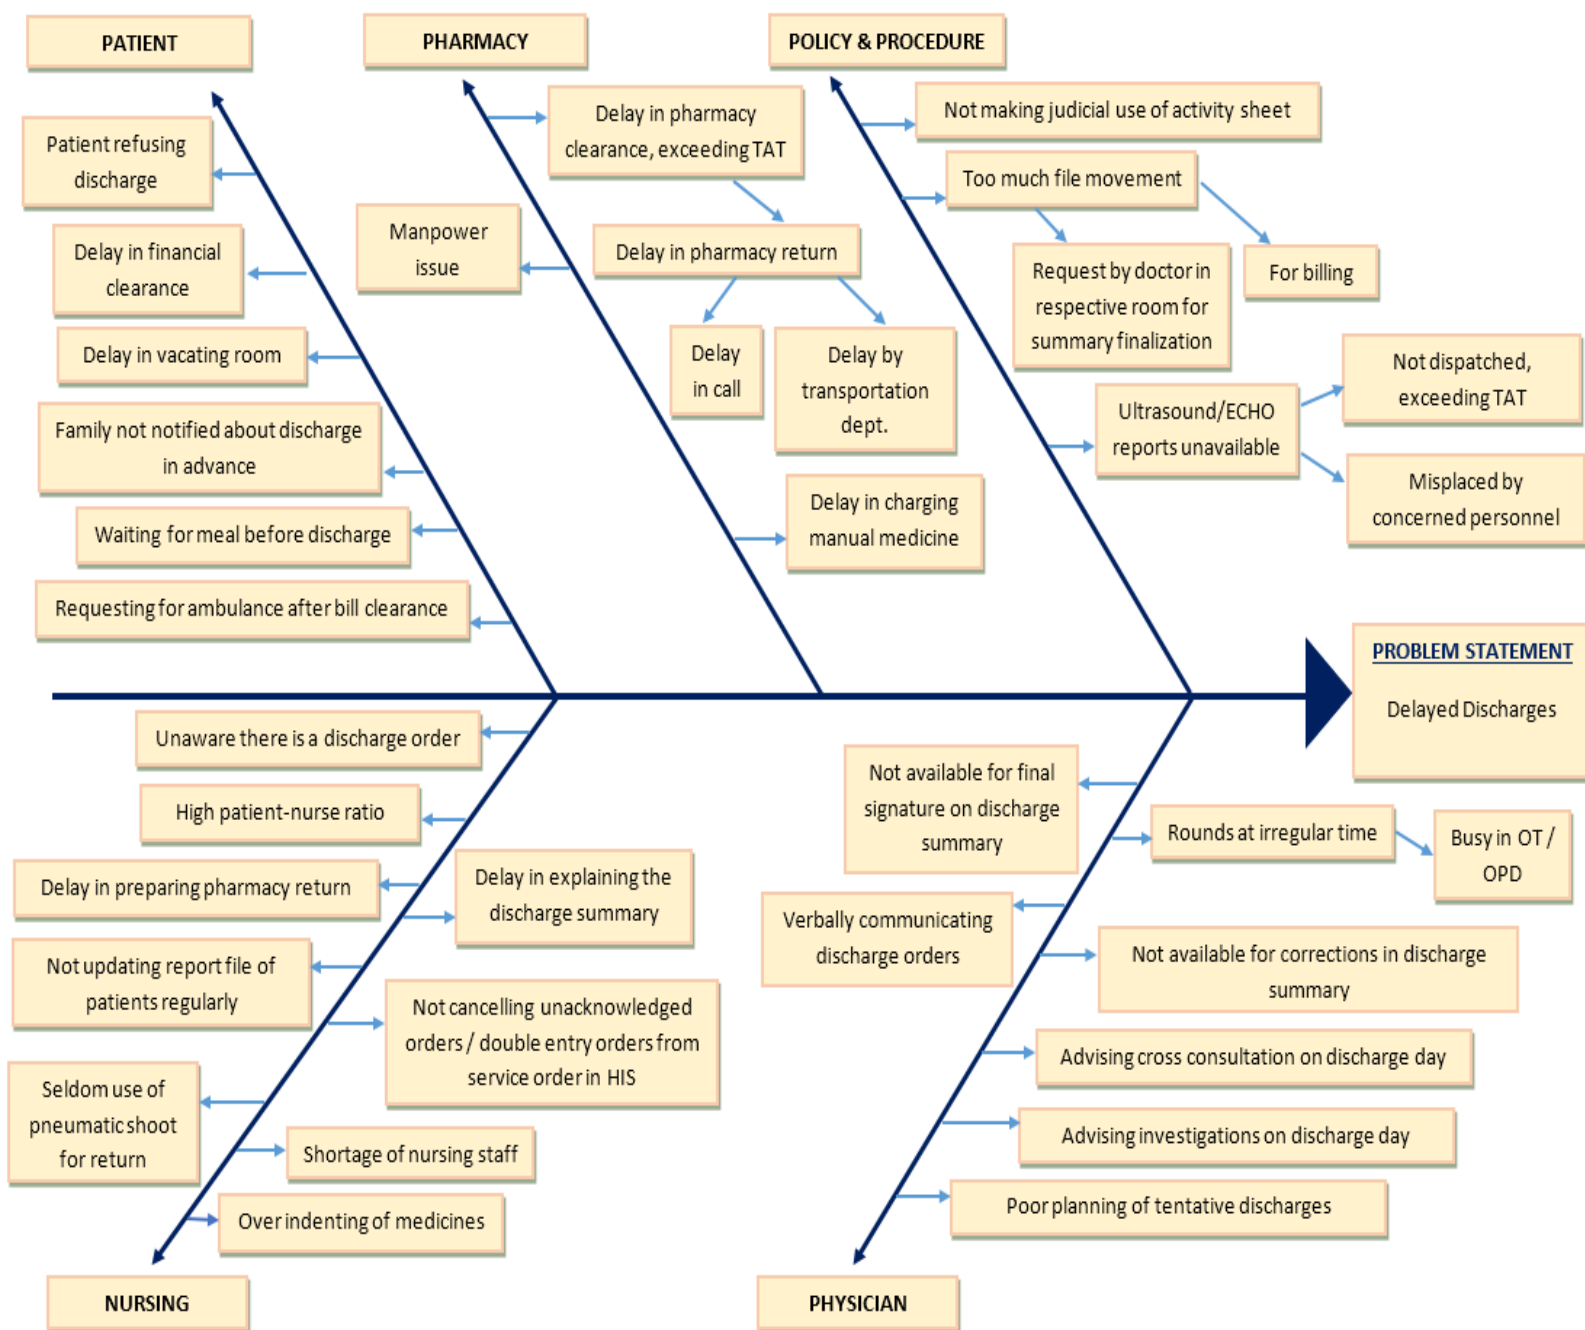 PATIENT
PHARMACY
POLICY & PROCEDURE
Patient refusing
discharge
Delay in financial
clearance
Delay in vacating room
Family not notified about discharge
in advance
Waiting for meal before discharge
Requesting for ambulance after bill clearance
Delay in pharmacy
clearance, exceeding TAT
Manpower
issue
Delay in pharmacy return
Delay
in call
Delay by
transportation
dept.
Delay in charging
manual medicine
Not making judicial use of activity sheet
Too much file movement
Request by doctor in
respective room for
summary finalization
For billing
Ultrasound/ECHO
reports unavailable
Not dispatched,
exceeding TAT
Misplaced by
concerned personnel
PROBLEM STATEMENT
Delayed Discharges
Unaware there is a discharge order
High patient-nurse ratio
Delay in preparing pharmacy return
Delay in explaining the
discharge summary
Not updating report file of
patients regularly
Not cancelling unacknowledged
orders / double entry orders from
service order in HIS
Seldom use of
pneumatic shoot
for return
Shortage of nursing staff
Over indenting of medicines
NURSING
Not available for final
signature on discharge
summary
Rounds at irregular time
Busy in OT /
OPD
Verbally communicating
discharge orders
Not available for corrections in discharge
summary
Advising cross consultation on discharge day
Advising investigations on discharge day
Poor planning of tentative discharges
PHYSICIAN